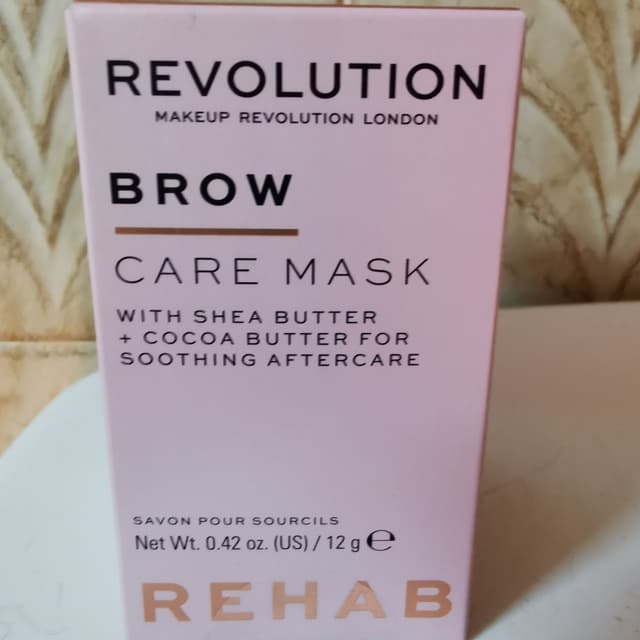 REVOLUTION
MAKEUP REVOLUTION LONDON
BROW
CARE MASK
WITH SHEA BUTTER
+ COCOA BUTTER FOR
SOOTHING AFTERCARE
SAVON POUR SOURCILS
Net Wt. 0.42 oz. (US) / 12 g ℮
REHAB